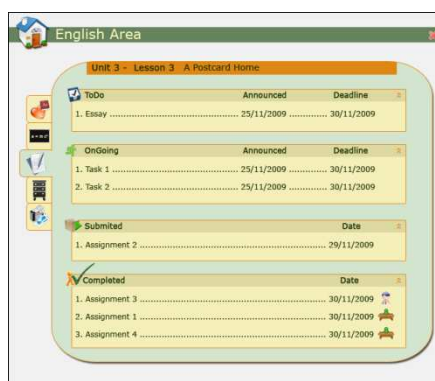 English Area
Unit 3 - Lesson 3 A Postcard Home
ToDo Announced Deadline
1. Essay ........................................ 25/11/2009 ............. 30/11/2009
OnGoing Announced Deadline
1. Task 1 ...................................... 25/11/2009 ............. 30/11/2009
2. Task 2 ...................................... 25/11/2009 ............. 30/11/2009
Submited Date
1. Assignment 2 ........................................................ 29/11/2009
Completed Date
1. Assignment 3 ........................................................ 30/11/2009
2. Assignment 1 ........................................................ 30/11/2009
3. Assignment 4 ........................................................ 30/11/2009